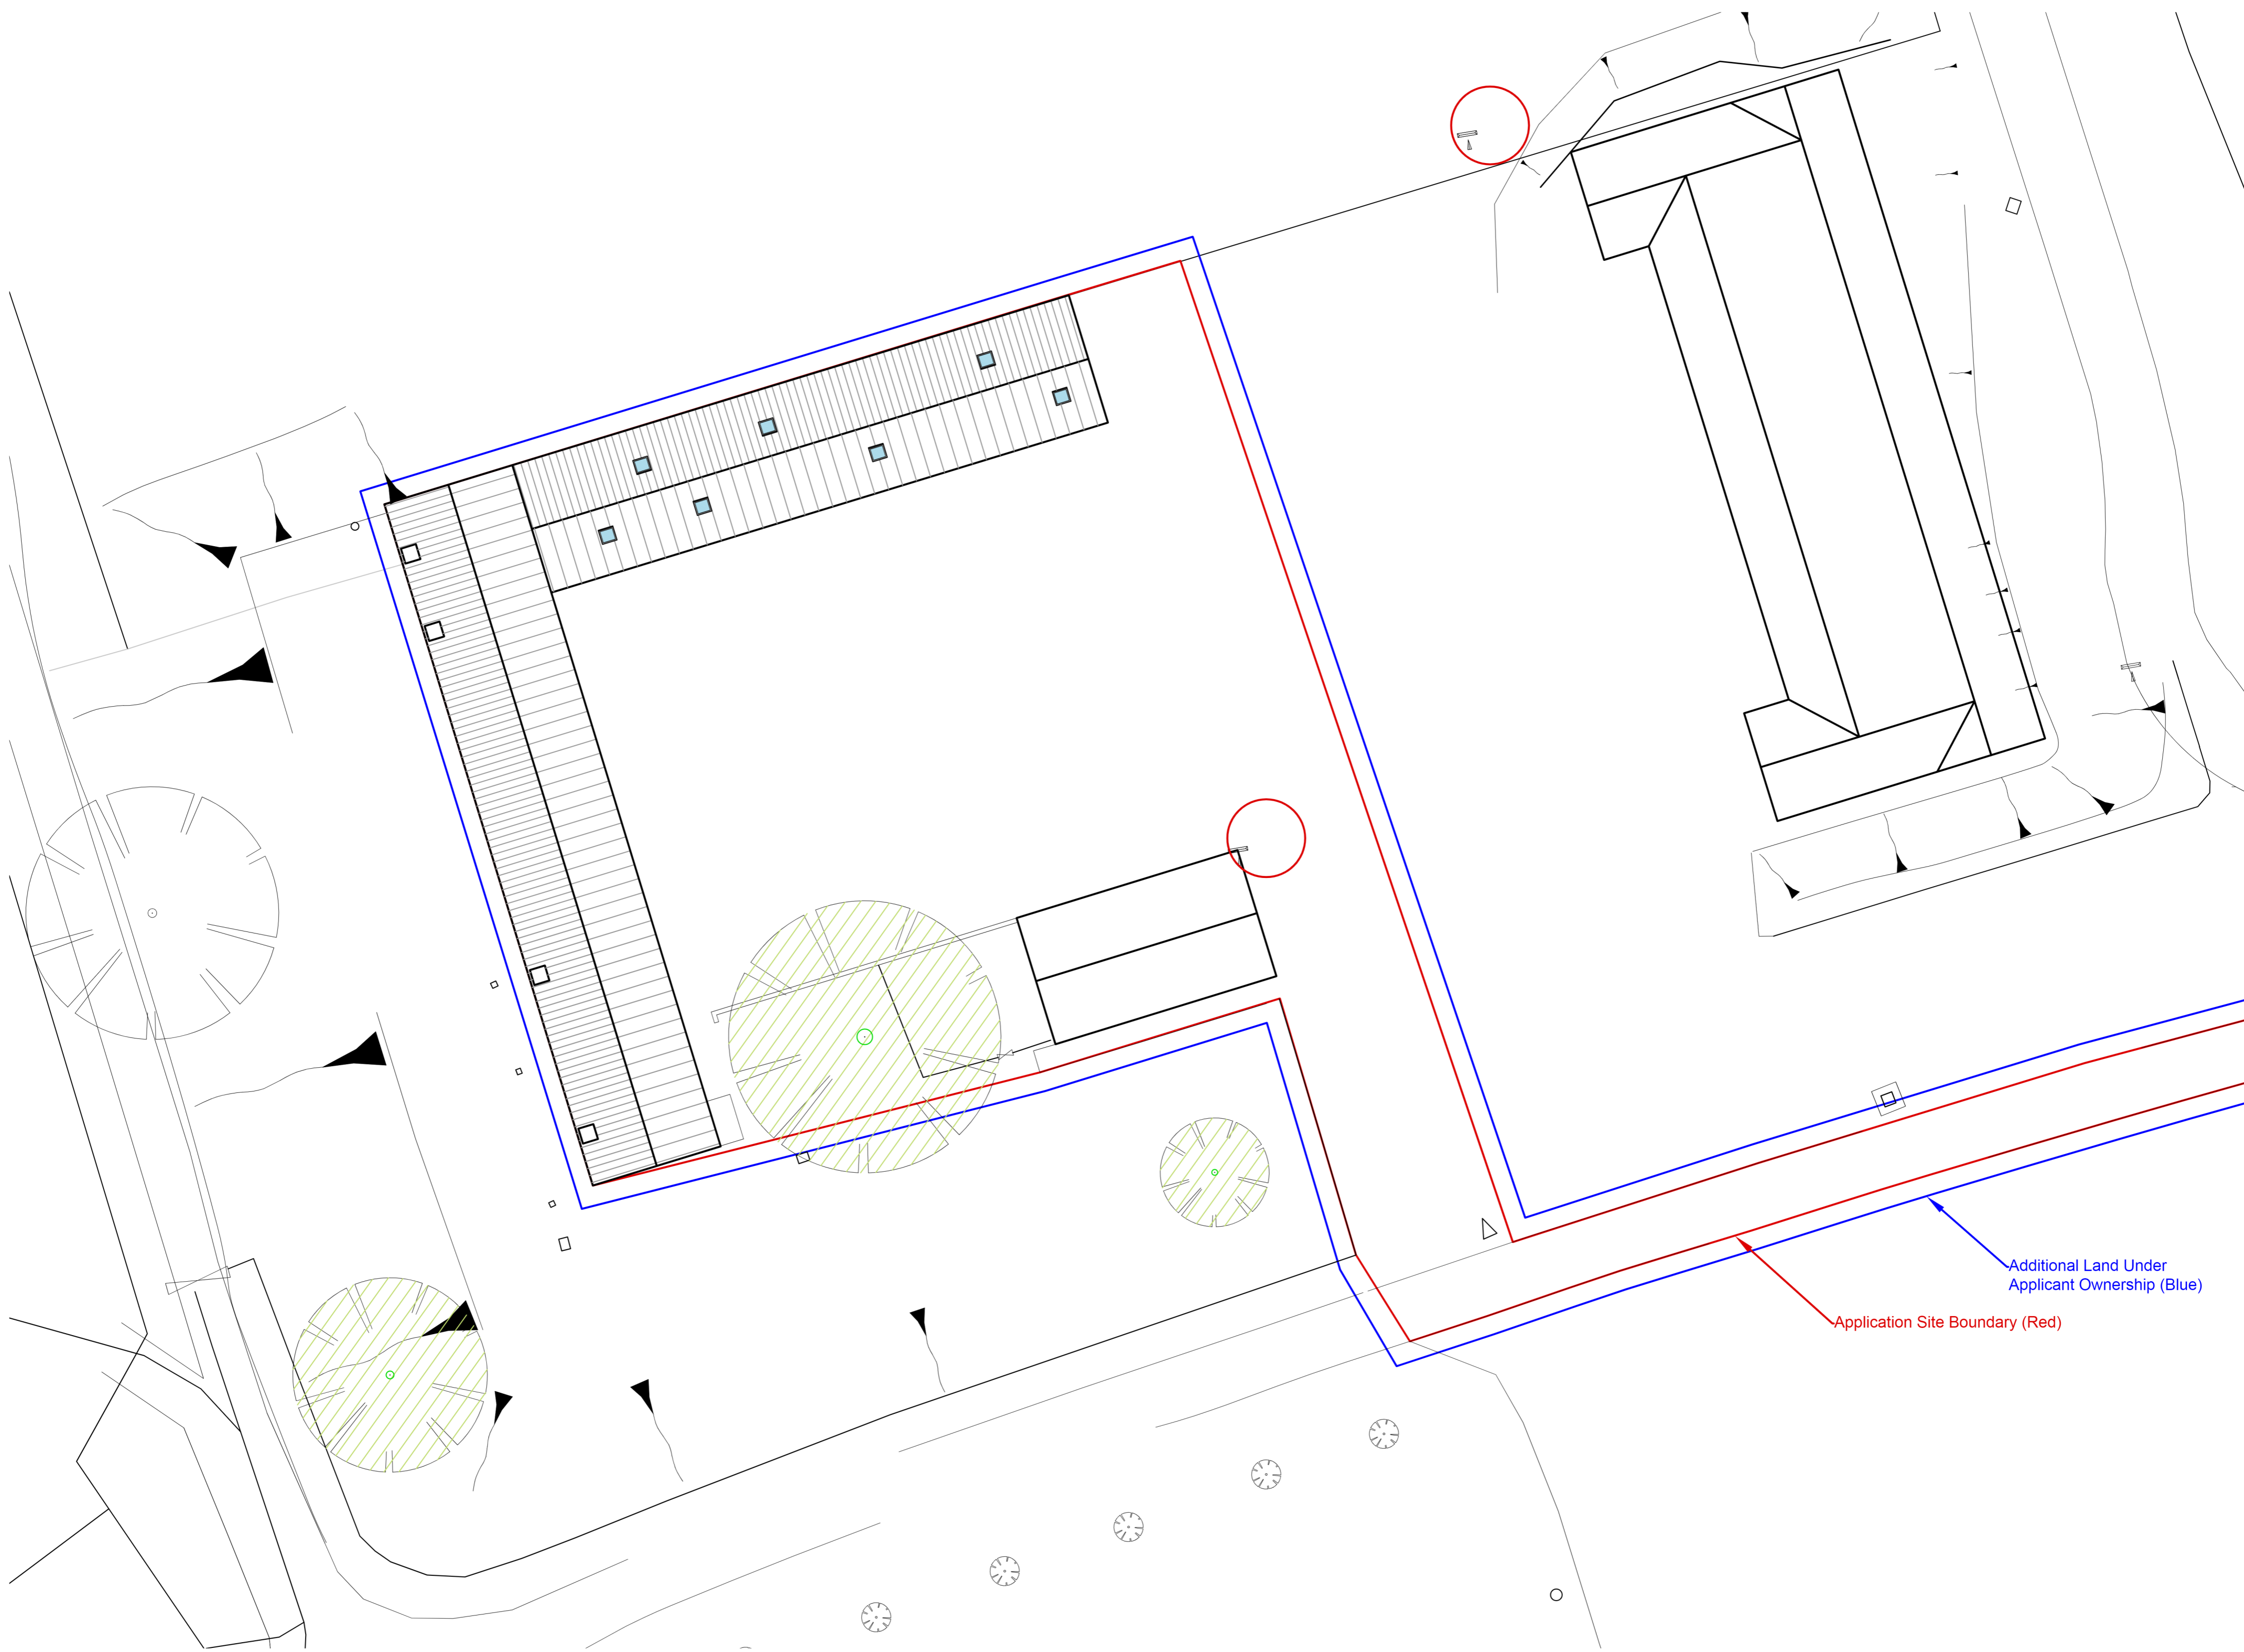 Additional Land Under
Applicant Ownership (Blue)
Application Site Boundary (Red)